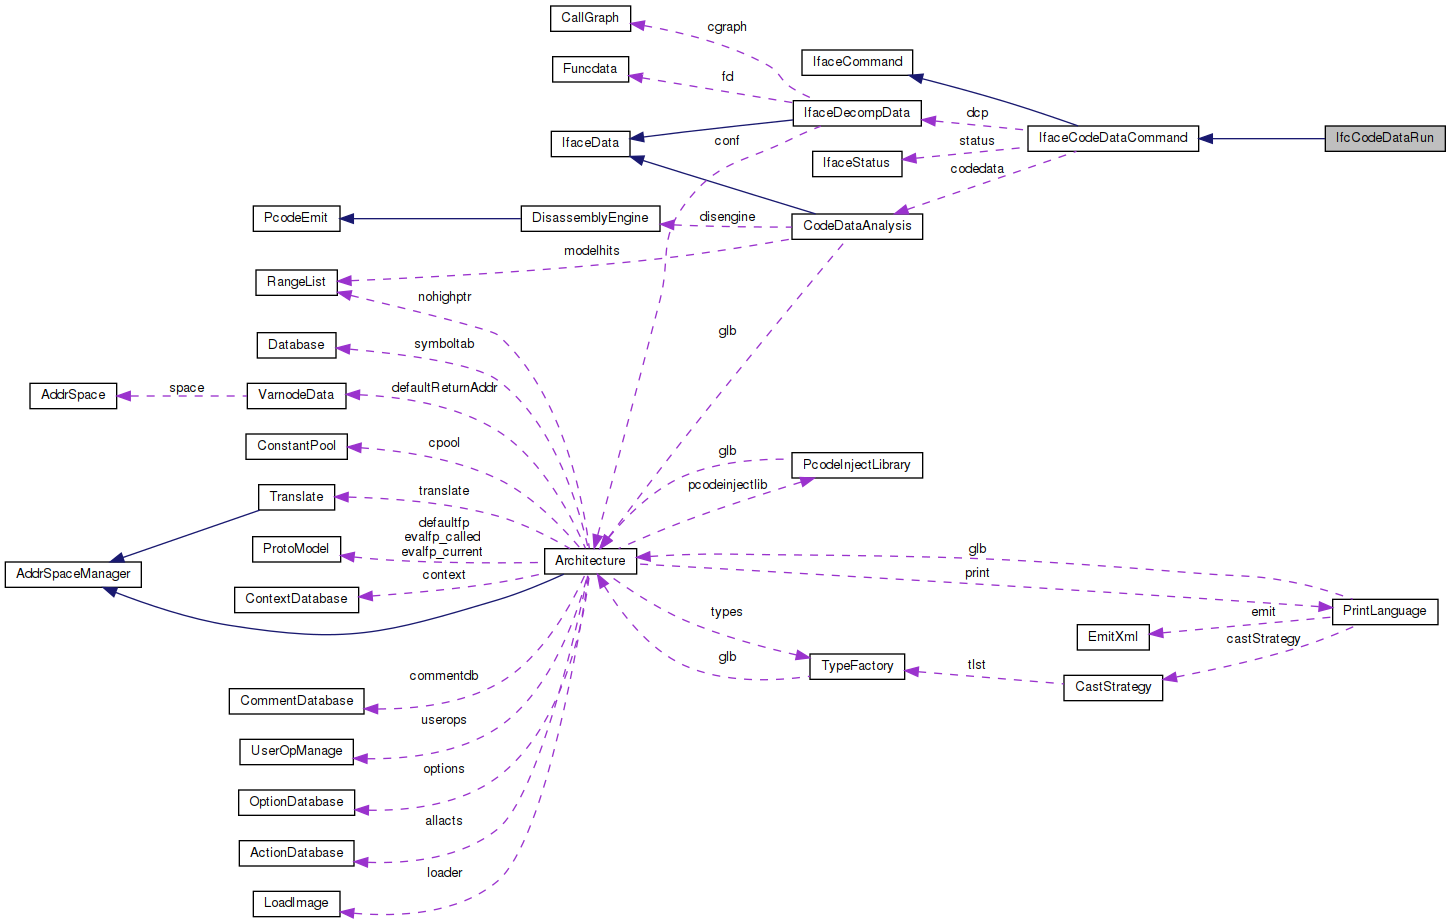 CallGraph
cgraph
IfaceCommand
Funcdata
fd
IfaceDecompData
dcp
IfaceData
conf
IfaceCodeDataCommand
IfcCodeDataRun
status
IfaceStatus
codedata
PcodeEmit
DisassemblyEngine
disengine
CodeDataAnalysis
modelhits
RangeList
nohighptr
glb
Database
symboltab
AddrSpace
space
VarnodeData
defaultReturnAddr
ConstantPool
cpool
glb
PcodeInjectLibrary
pcodeinjectlib
Translate
translate
defaultfp
evalfp_called
evalfp_current
ProtoModel
Architecture
glb
AddrSpaceManager
context
print
ContextDatabase
types
emit
PrintLanguage
EmitXml
castStrategy
glb
TypeFactory
tlst
CastStrategy
commentdb
CommentDatabase
userops
UserOpManage
options
OptionDatabase
allacts
ActionDatabase
loader
LoadImage